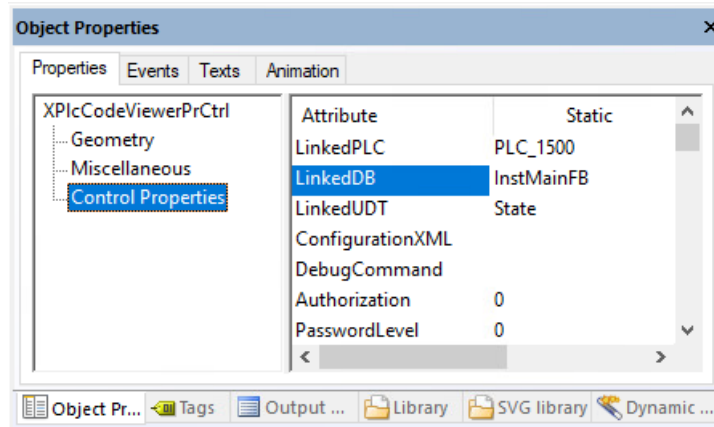 Object Properties
Properties Events Texts Animation
XPlcCodeViewerPrCtrl
Geometry
Miscellaneous
Control Properties
Attribute Static
LinkedPLC PLC_1500
LinkedDB InstMainFB
LinkedUDT State
ConfigurationXML
DebugCommand
Authorization 0
PasswordLevel 0
Object Pr... Tags Output ... Library SVG library Dynamic ...